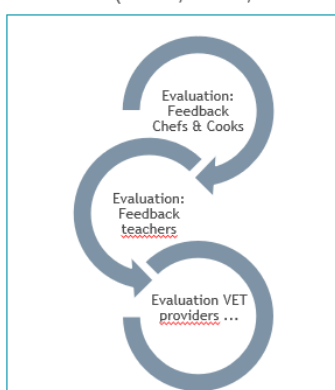 Evaluation:
Feedback
Chefs & Cooks
Evaluation:
Feedback
teachers
Evaluation VET
providers ...